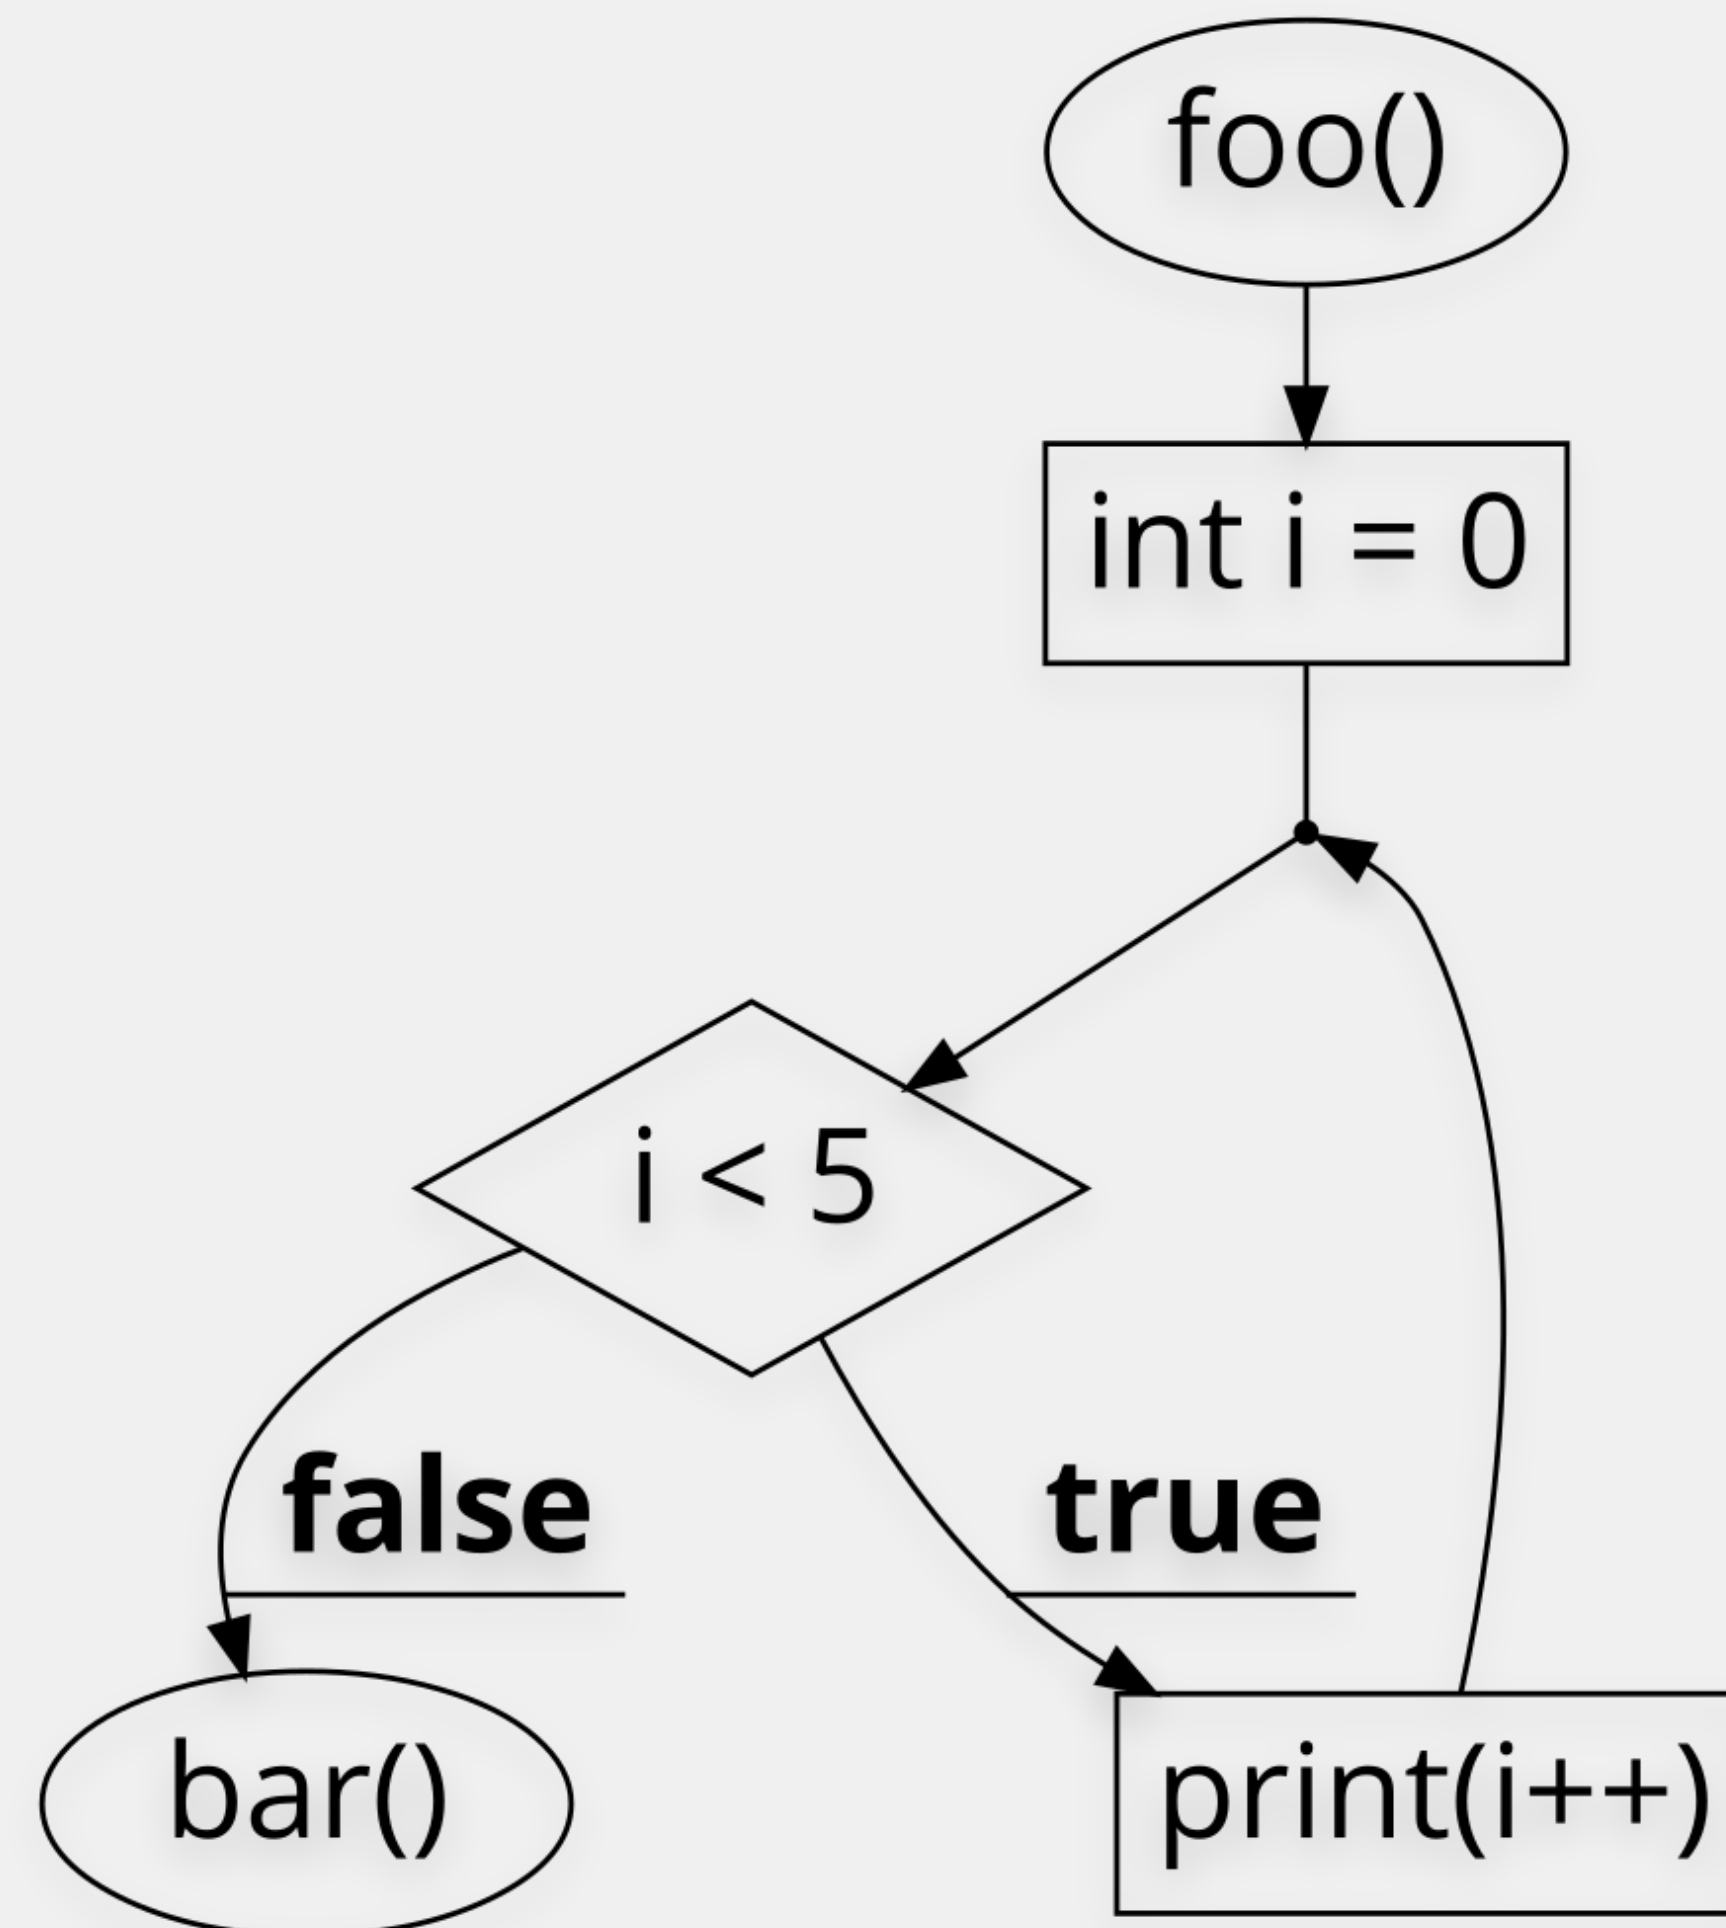 foo()
int i = 0
i < 5
false
true
bar()
print(i++)